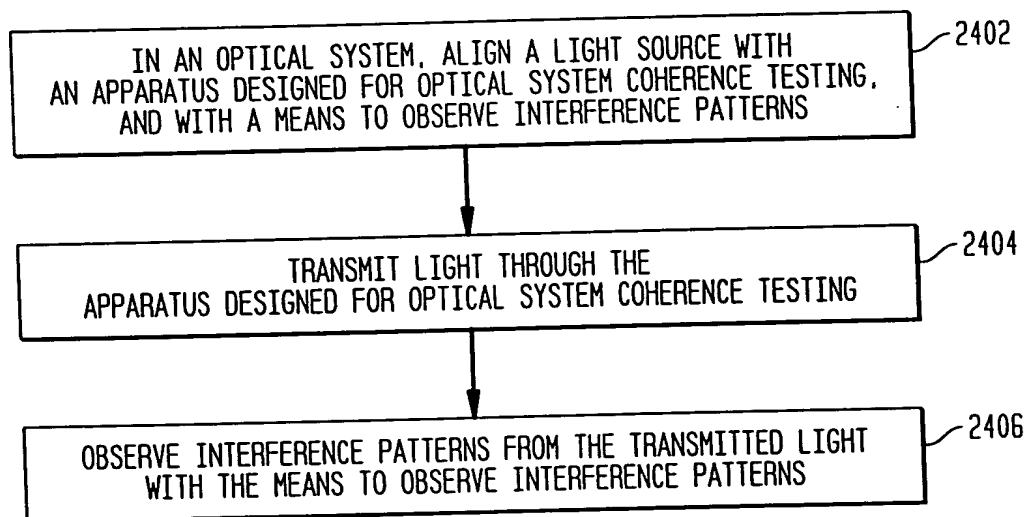 IN AN OPTICAL SYSTEM, ALIGN A LIGHT SOURCE WITH
AN APPARATUS DESIGNED FOR OPTICAL SYSTEM COHERENCE TESTING,
AND WITH A MEANS TO OBSERVE INTERFERENCE PATTERNS
2402
TRANSMIT LIGHT THROUGH THE
APPARATUS DESIGNED FOR OPTICAL SYSTEM COHERENCE TESTING
2404
OBSERVE INTERFERENCE PATTERNS FROM THE TRANSMITTED LIGHT
WITH THE MEANS TO OBSERVE INTERFERENCE PATTERNS
2406